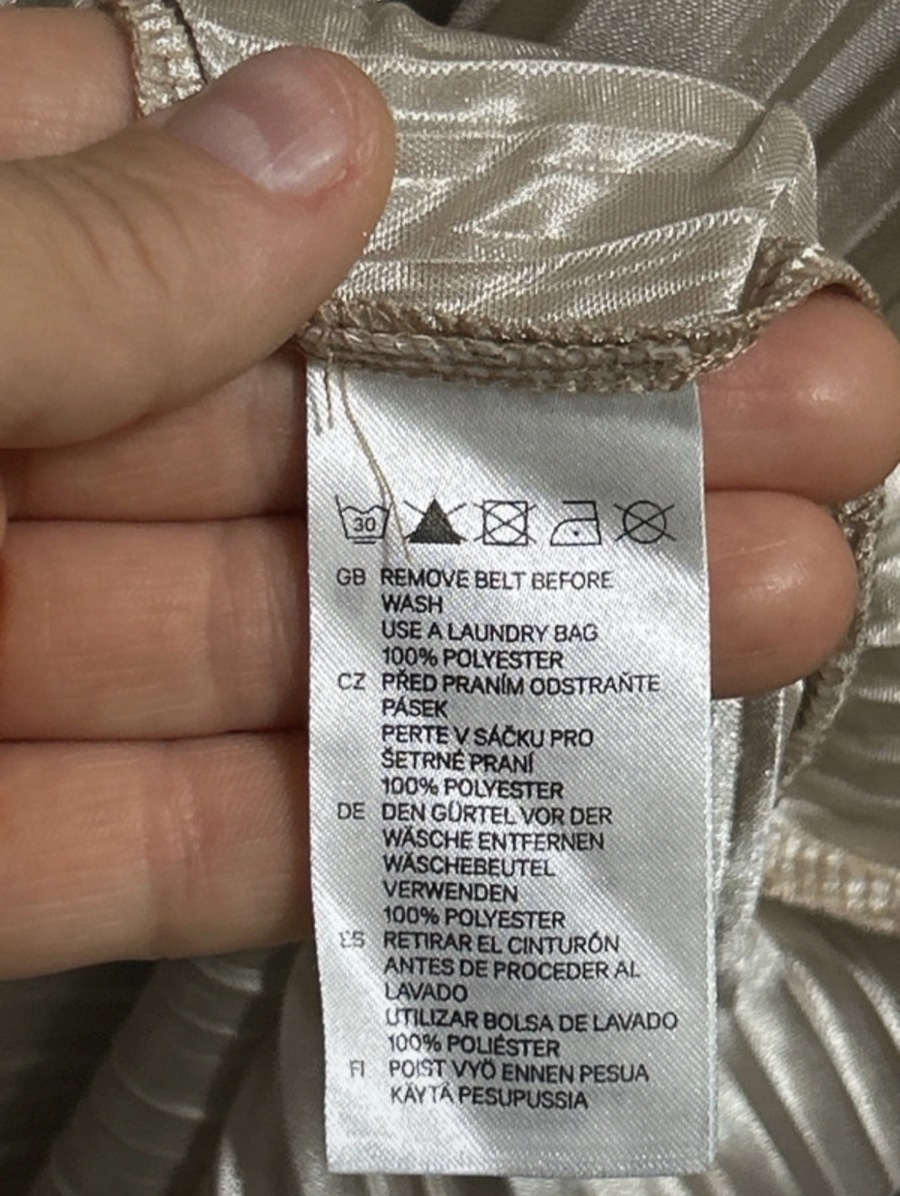 30
GB REMOVE BELT BEFORE
WASH
USE A LAUNDRY BAG
100% POLYESTER
CZ PŘED PRANÍM ODSTRAŇTE
PÁSEK
PERTE V SÁČKU PRO
ŠETRNÉ PRANÍ
100% POLYESTER
DE DEN GÜRTEL VOR DER
WÄSCHE ENTFERNEN
WÄSCHEBEUTEL
VERWENDEN
100% POLYESTER
ES RETIRAR EL CINTURÓN
ANTES DE PROCEDER AL
LAVADO
UTILIZAR BOLSA DE LAVADO
100% POLIÉSTER
FI POIST VYÖ ENNEN PESUA
KÄYTÄ PESUPUSSIA